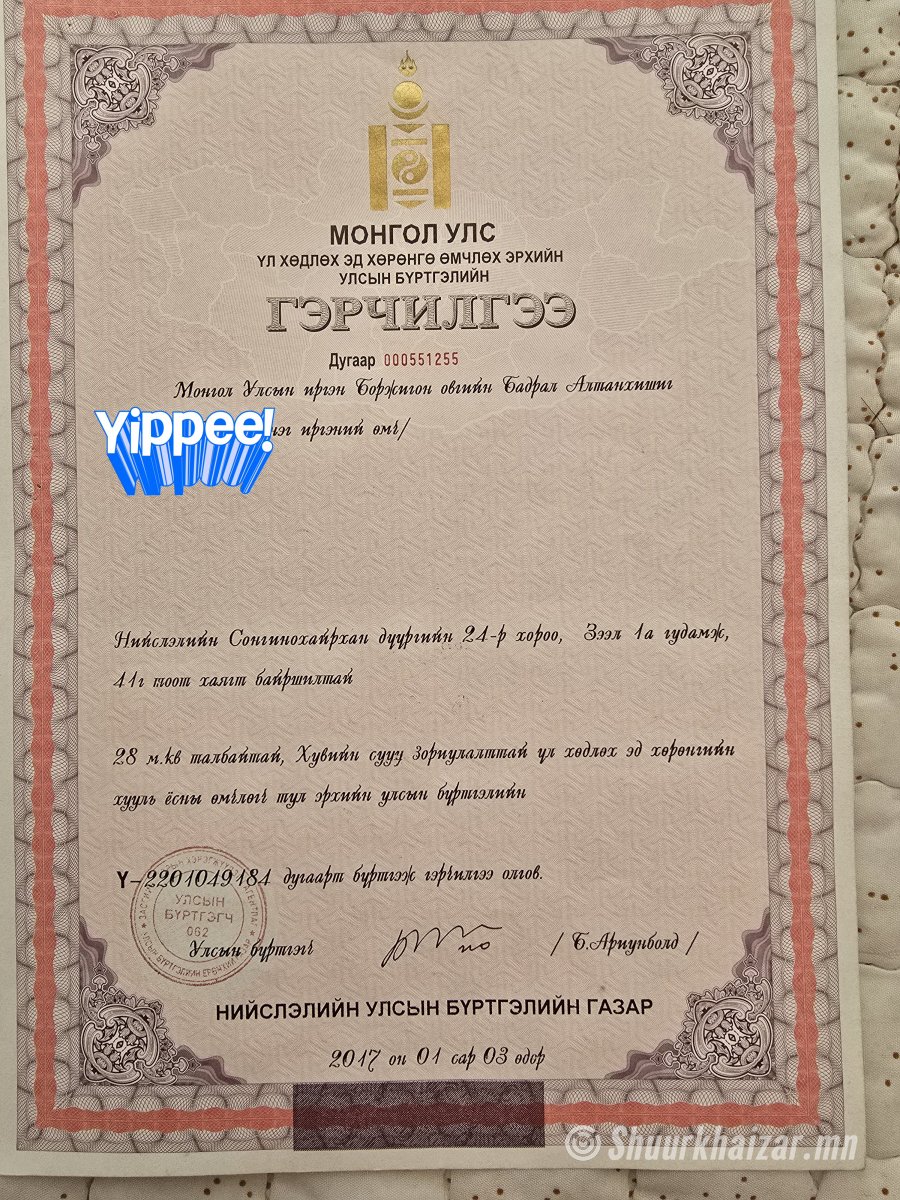 МОНГОЛ УЛС
ҮЛ ХӨДЛӨХ ЭД ХӨРӨНГӨ ӨМЧЛӨХ ЭРХИЙН
УЛСЫН БҮРТГЭЛИЙН
ГЭРЧИЛГЭЭ
Дугаар 000551255
Монгол Улсын иргэн Боржигон овгийн Бадрал Алтанхишиг
Yippee!
иргэний өмч/
Нийслэлийн Сонгинохайрхан дүүргийн 24-р хороо, Зээл 1а гудамж,
41г тоот хаягт байршилтай
28 м.кв талбайтай, Хувийн сууц зориулалттай үл хөдлөх эд хөрөнгийн
хууль ёсны өмчлөгч тул эрхийн улсын бүртгэлийн
Ү-2201049184 дугаарт бүртгэж гэрчилгээ олгов.
УЛСЫН
БҮРТГЭГЧ
062
Улсын бүртгэгч / Б.Ариунболд /
НИЙСЛЭЛИЙН УЛСЫН БҮРТГЭЛИЙН ГАЗАР
2017 он 01 сар 03 өдөр
© Shuurkhaizar.mn